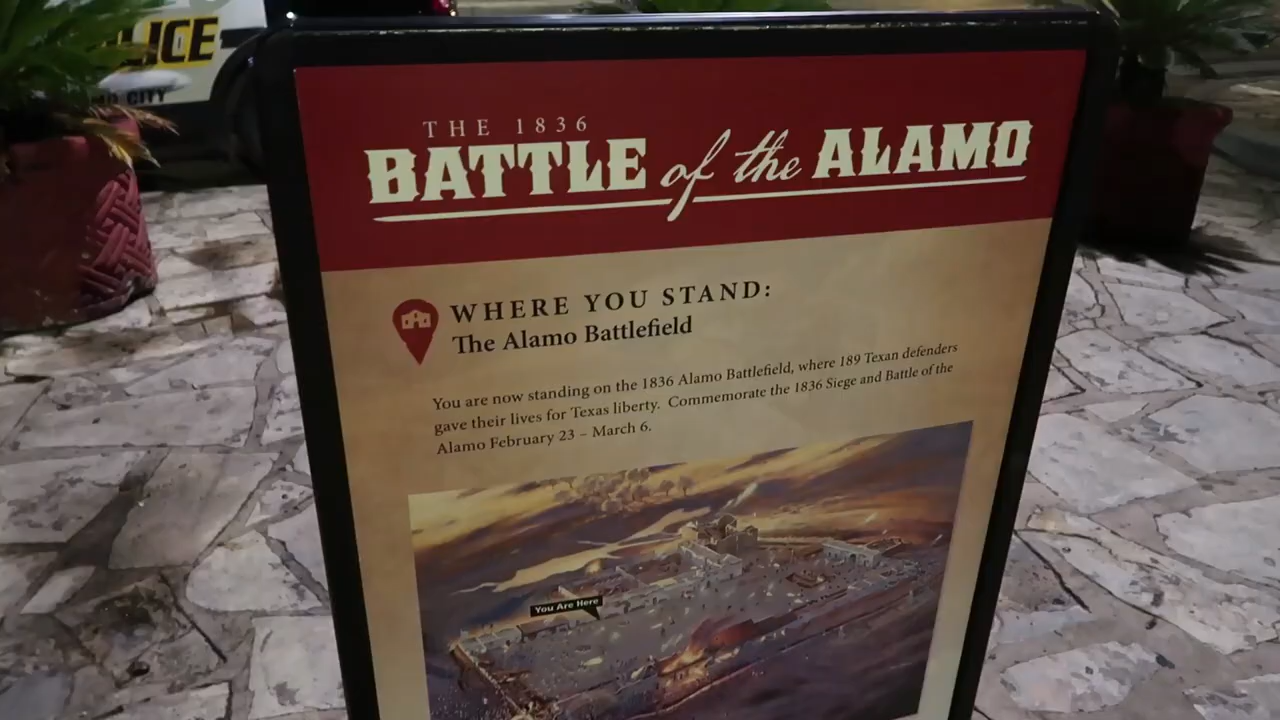 LICE
CITY
THE 1836
BATTLE of the ALAMO
WHERE YOU STAND:
The Alamo Battlefield
You are now standing on the 1836 Alamo Battlefield, where 189 Texan defenders
gave their lives for Texas liberty. Commemorate the 1836 Siege and Battle of the
Alamo February 23 – March 6.
You Are Here